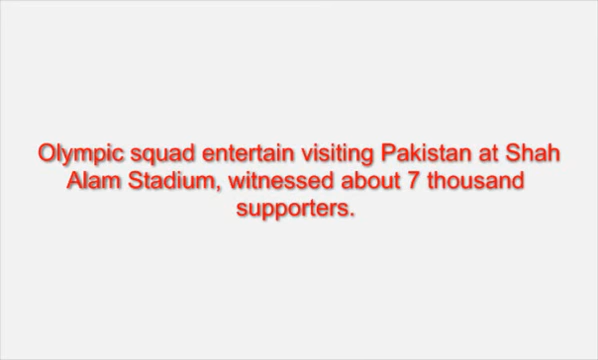 Olympic squad entertain visiting Pakistan at Shah
Alam Stadium, witnessed about 7 thousand
supporters.